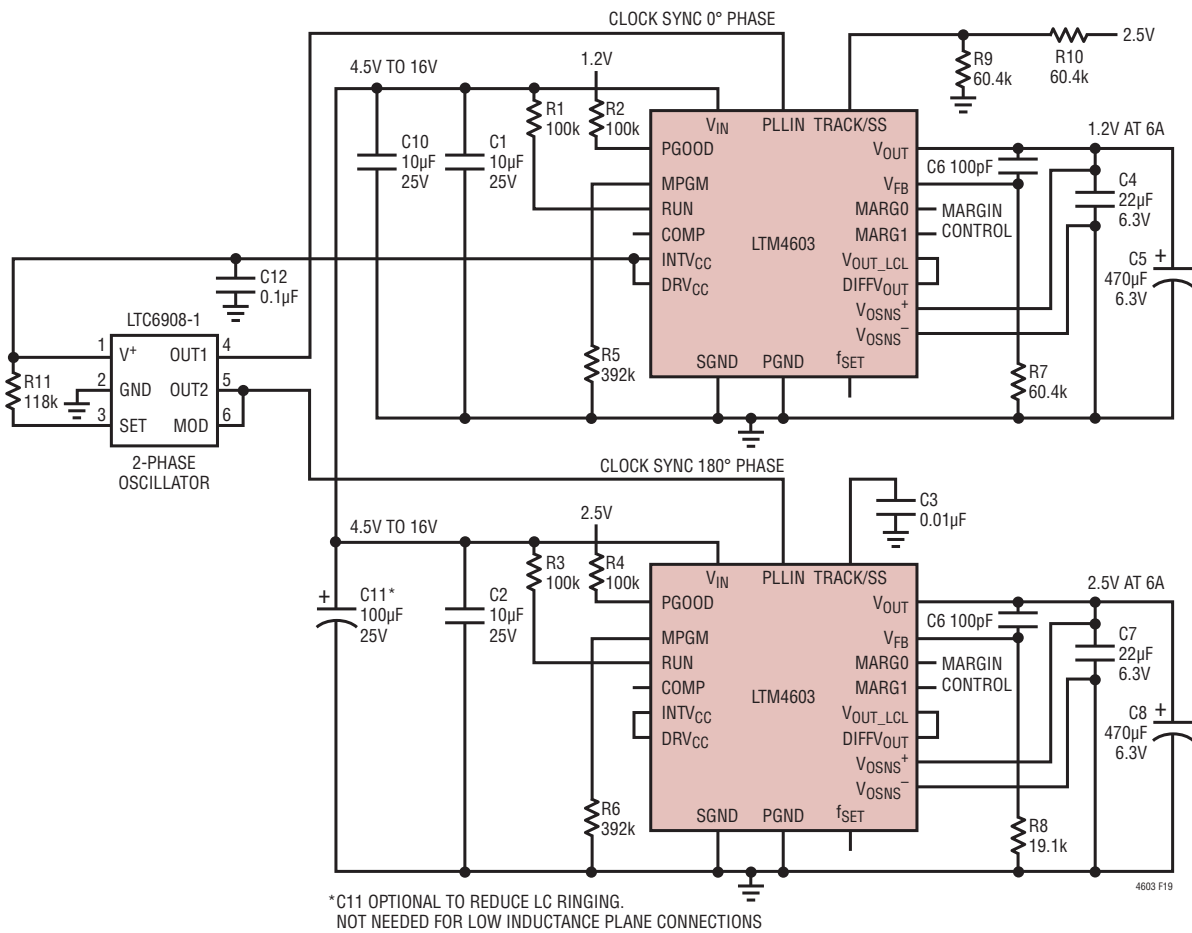 CLOCK SYNC 0° PHASE
2.5V
R9
60.4k
R10
60.4k
4.5V TO 16V
1.2V
R1
100k
R2
100k
C10
10µF
25V
C1
10µF
25V
VIN
PLLIN
TRACK/SS
PGOOD
MPGM
RUN
COMP
INTVCC
DRVCC
LTM4603
VOUT
VFB
MARG0
MARG1
VOUT_LCL
DIFFVOUT
VOSNS+
VOSNS–
SGND
PGND
fSET
1.2V AT 6A
C6 100pF
C4
22µF
6.3V
MARGIN
CONTROL
C5
470µF
6.3V
+
R5
392k
R7
60.4k
C12
0.1µF
LTC6908-1
1
V+
OUT1
4
2
GND
OUT2
5
3
SET
MOD
6
R11
118k
2-PHASE
OSCILLATOR
CLOCK SYNC 180° PHASE
C3
0.01µF
4.5V TO 16V
2.5V
R3
100k
R4
100k
+
C11*
100µF
25V
C2
10µF
25V
VIN
PLLIN
TRACK/SS
PGOOD
MPGM
RUN
COMP
INTVCC
DRVCC
LTM4603
VOUT
VFB
MARG0
MARG1
VOUT_LCL
DIFFVOUT
VOSNS+
VOSNS–
SGND
PGND
fSET
2.5V AT 6A
C6 100pF
C7
22µF
6.3V
MARGIN
CONTROL
C8
470µF
6.3V
+
R6
392k
R8
19.1k
4603 F19
*C11 OPTIONAL TO REDUCE LC RINGING.
NOT NEEDED FOR LOW INDUCTANCE PLANE CONNECTIONS